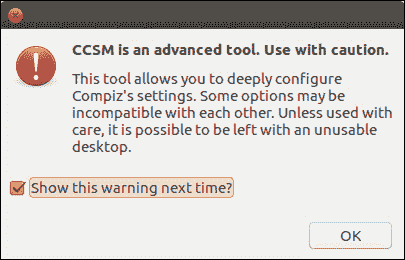 CCSM is an advanced tool. Use with caution.
This tool allows you to deeply configure
Compiz's settings. Some options may be
incompatible with each other. Unless used with
care, it is possible to be left with an unusable
desktop.
Show this warning next time?
OK